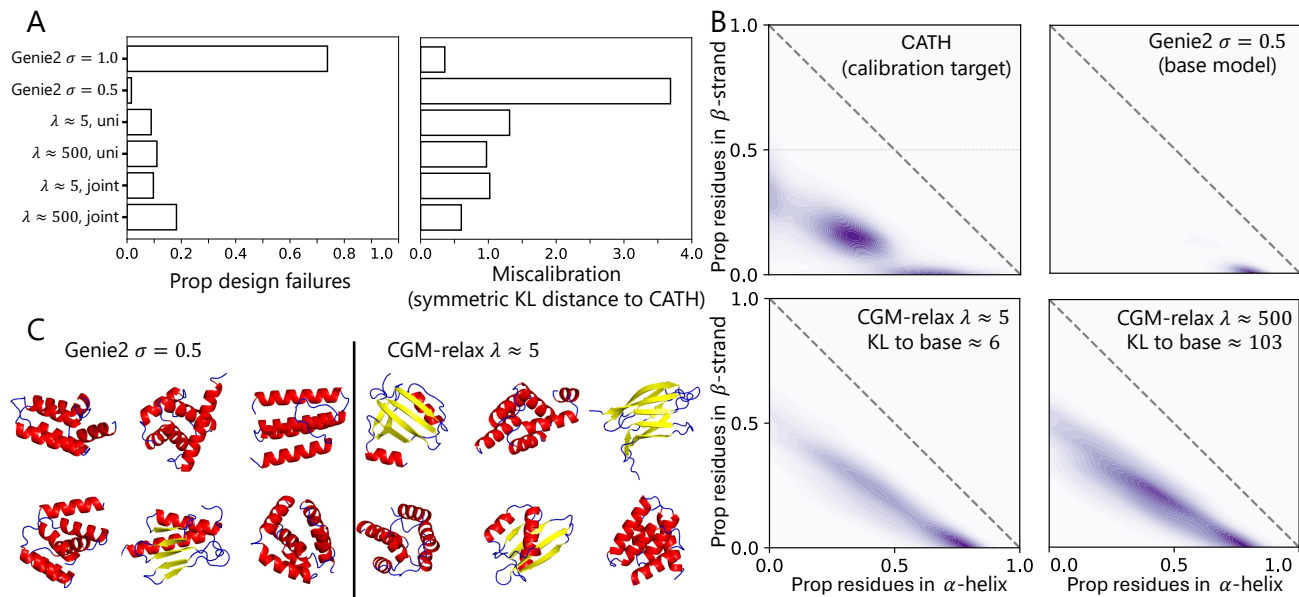 A
Genie2 σ = 1.0
Genie2 σ = 0.5
λ ≈ 5, uni
λ ≈ 500, uni
λ ≈ 5, joint
λ ≈ 500, joint
0.0 0.2 0.4 0.6 0.8 1.0
Prop design failures
0.0 1.0 2.0 3.0 4.0
Miscalibration
(symmetric KL distance to CATH)
B
CATH
(calibration target)
Genie2 σ = 0.5
(base model)
Prop residues in β-strand
1.0
0.5
0.0
CGM-relax λ ≈ 5
KL to base ≈ 6
CGM-relax λ ≈ 500
KL to base ≈ 103
Prop residues in β-strand
1.0
0.5
0.0
0.0 0.5 1.0
0.5 1.0
Prop residues in α-helix
Prop residues in α-helix
C
Genie2 σ = 0.5
CGM-relax λ ≈ 5